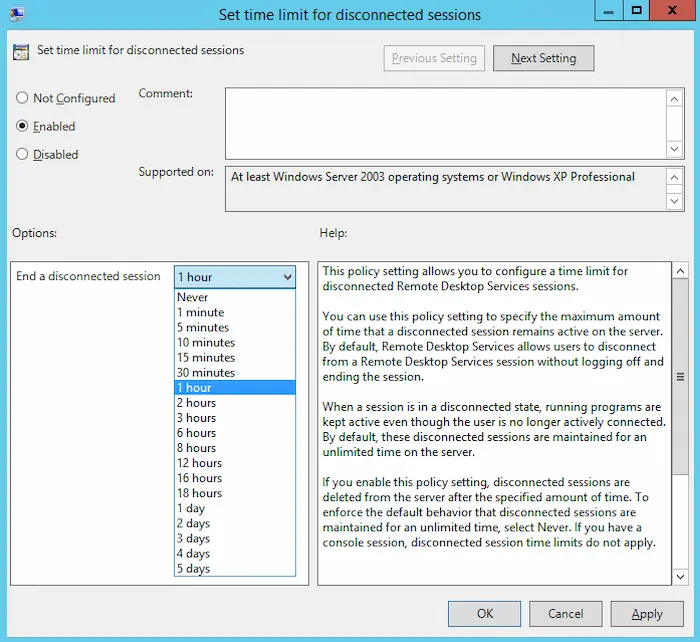 Set time limit for disconnected sessions
Set time limit for disconnected sessions
Previous Setting
Next Setting
Not Configured
Comment:
Enabled
Disabled
Supported on:
At least Windows Server 2003 operating systems or Windows XP Professional
Options:
Help:
End a disconnected session
1 hour
Never
1 minute
5 minutes
10 minutes
15 minutes
30 minutes
1 hour
2 hours
3 hours
6 hours
8 hours
12 hours
16 hours
18 hours
1 day
2 days
3 days
4 days
5 days
This policy setting allows you to configure a time limit for
disconnected Remote Desktop Services sessions.
You can use this policy setting to specify the maximum amount
of time that a disconnected session remains active on the server.
By default, Remote Desktop Services allows users to disconnect
from a Remote Desktop Services session without logging off and
ending the session.
When a session is in a disconnected state, running programs are
kept active even though the user is no longer actively connected.
By default, these disconnected sessions are maintained for an
unlimited time on the server.
If you enable this policy setting, disconnected sessions are
deleted from the server after the specified amount of time. To
enforce the default behavior that disconnected sessions are
maintained for an unlimited time, select Never. If you have a
console session, disconnected session time limits do not apply.
OK
Cancel
Apply